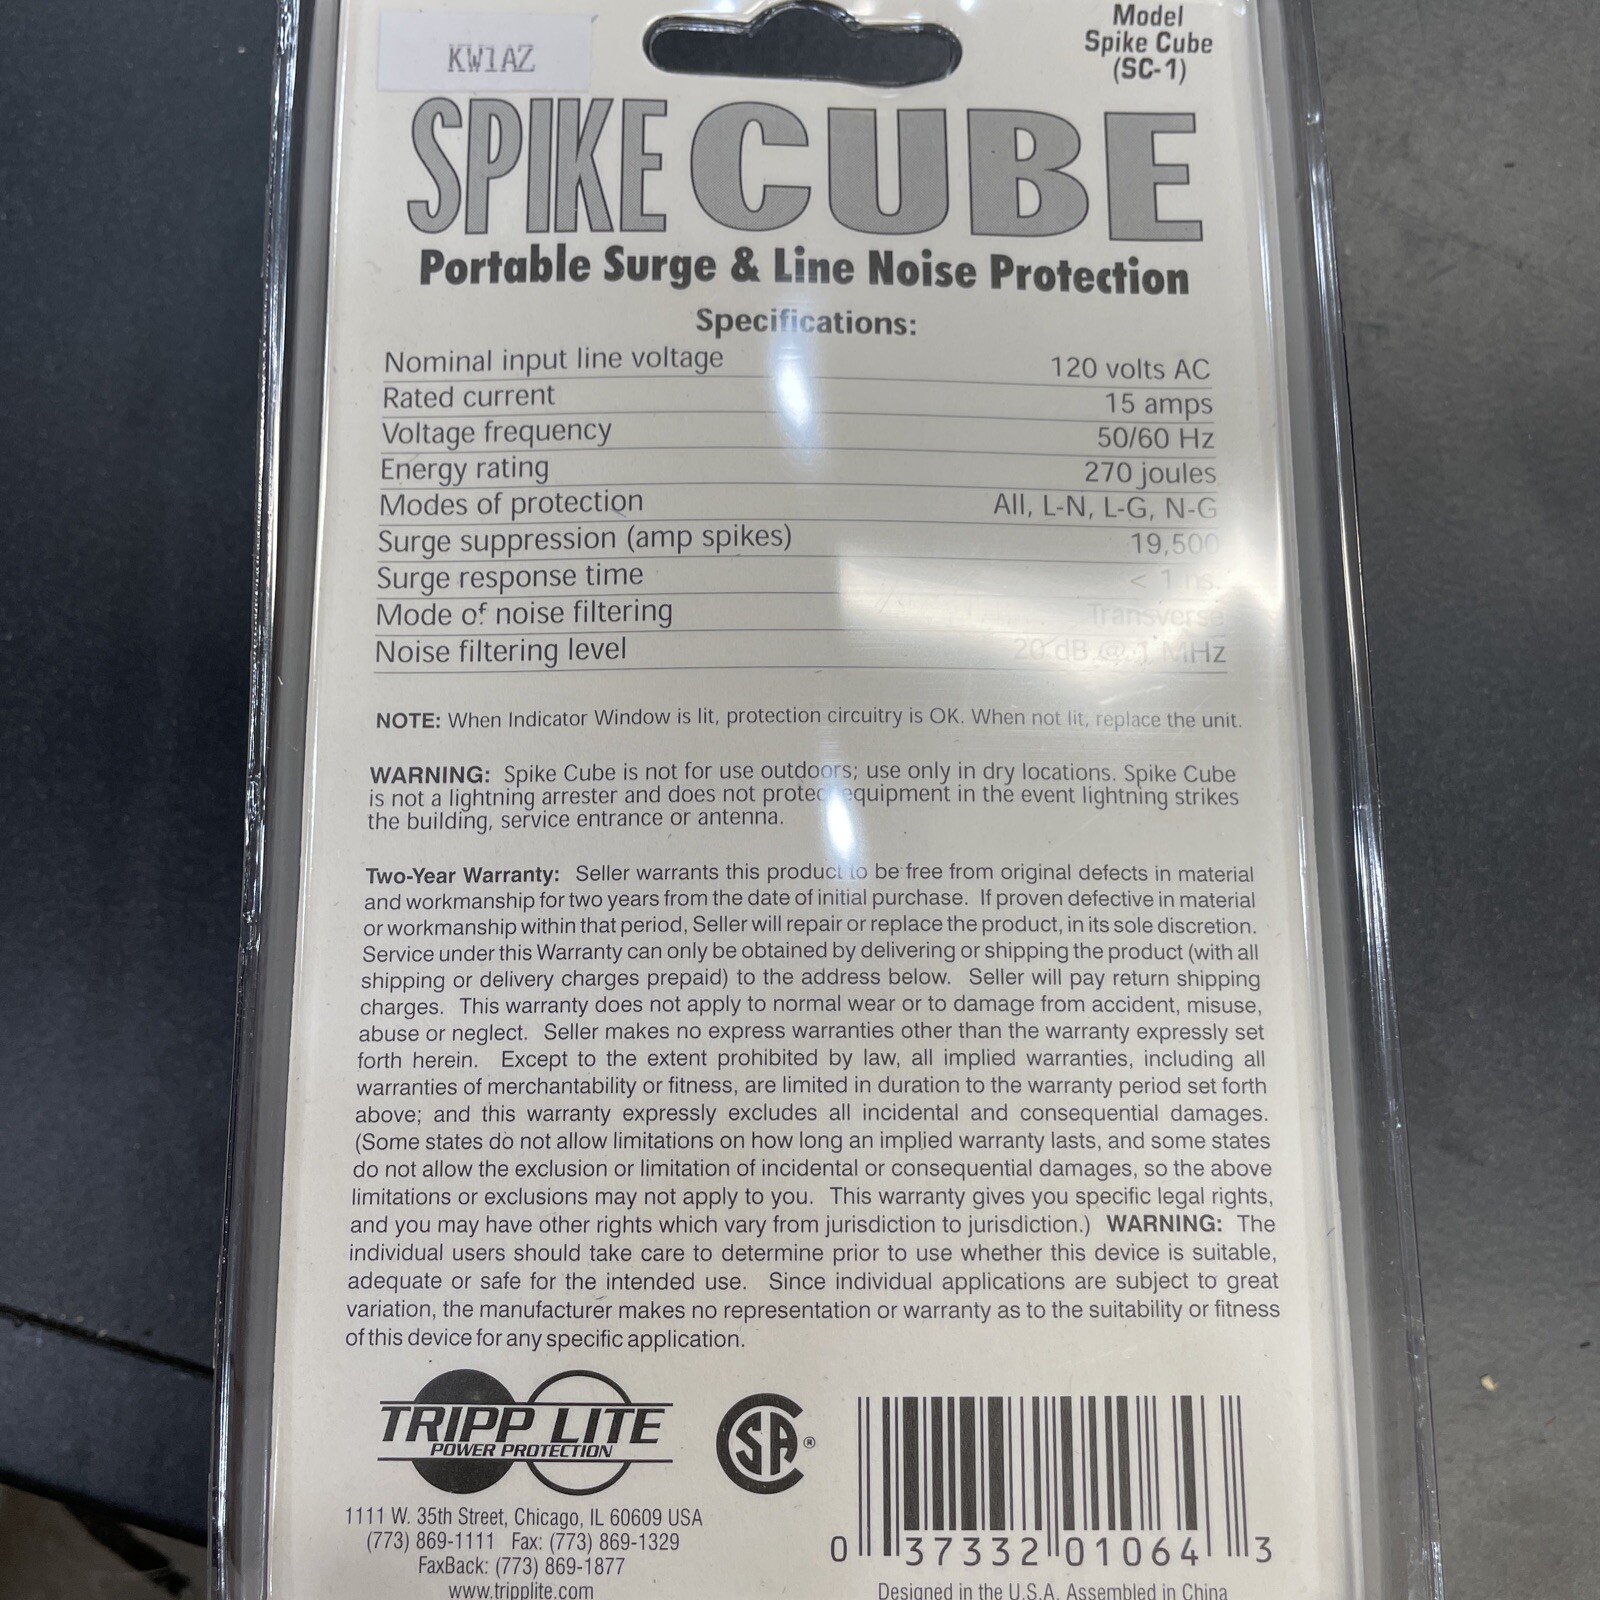 KW1AZ
Model
Spike Cube
(SC-1)
SPIKE CUBE
Portable Surge & Line Noise Protection
Specifications:
Nominal input line voltage 120 volts AC
Rated current 15 amps
Voltage frequency 50/60 Hz
Energy rating 270 joules
Modes of protection All, L-N, L-G, N-G
Surge suppression (amp spikes) 19,500
Surge response time < 1 ns.
Mode of noise filtering Transverse
Noise filtering level 20 dB @ 1 MHz
NOTE: When Indicator Window is lit, protection circuitry is OK. When not lit, replace the unit.
WARNING: Spike Cube is not for use outdoors; use only in dry locations. Spike Cube
is not a lightning arrester and does not protect equipment in the event lightning strikes
the building, service entrance or antenna.
Two-Year Warranty: Seller warrants this product to be free from original defects in material
and workmanship for two years from the date of initial purchase. If proven defective in material
or workmanship within that period, Seller will repair or replace the product, in its sole discretion.
Service under this Warranty can only be obtained by delivering or shipping the product (with all
shipping or delivery charges prepaid) to the address below. Seller will pay return shipping
charges. This warranty does not apply to normal wear or to damage from accident, misuse,
abuse or neglect. Seller makes no express warranties other than the warranty expressly set
forth herein. Except to the extent prohibited by law, all implied warranties, including all
warranties of merchantability or fitness, are limited in duration to the warranty period set forth
above; and this warranty expressly excludes all incidental and consequential damages.
(Some states do not allow limitations on how long an implied warranty lasts, and some states
do not allow the exclusion or limitation of incidental or consequential damages, so the above
limitations or exclusions may not apply to you. This warranty gives you specific legal rights,
and you may have other rights which vary from jurisdiction to jurisdiction.) WARNING: The
individual users should take care to determine prior to use whether this device is suitable,
adequate or safe for the intended use. Since individual applications are subject to great
variation, the manufacturer makes no representation or warranty as to the suitability or fitness
of this device for any specific application.
TRIPP LITE
POWER PROTECTION
1111 W. 35th Street, Chicago, IL 60609 USA
(773) 869-1111 Fax: (773) 869-1329
FaxBack: (773) 869-1877
www.tripplite.com
CSA®
0 37332 01064 3
Designed in the U.S.A. Assembled in China